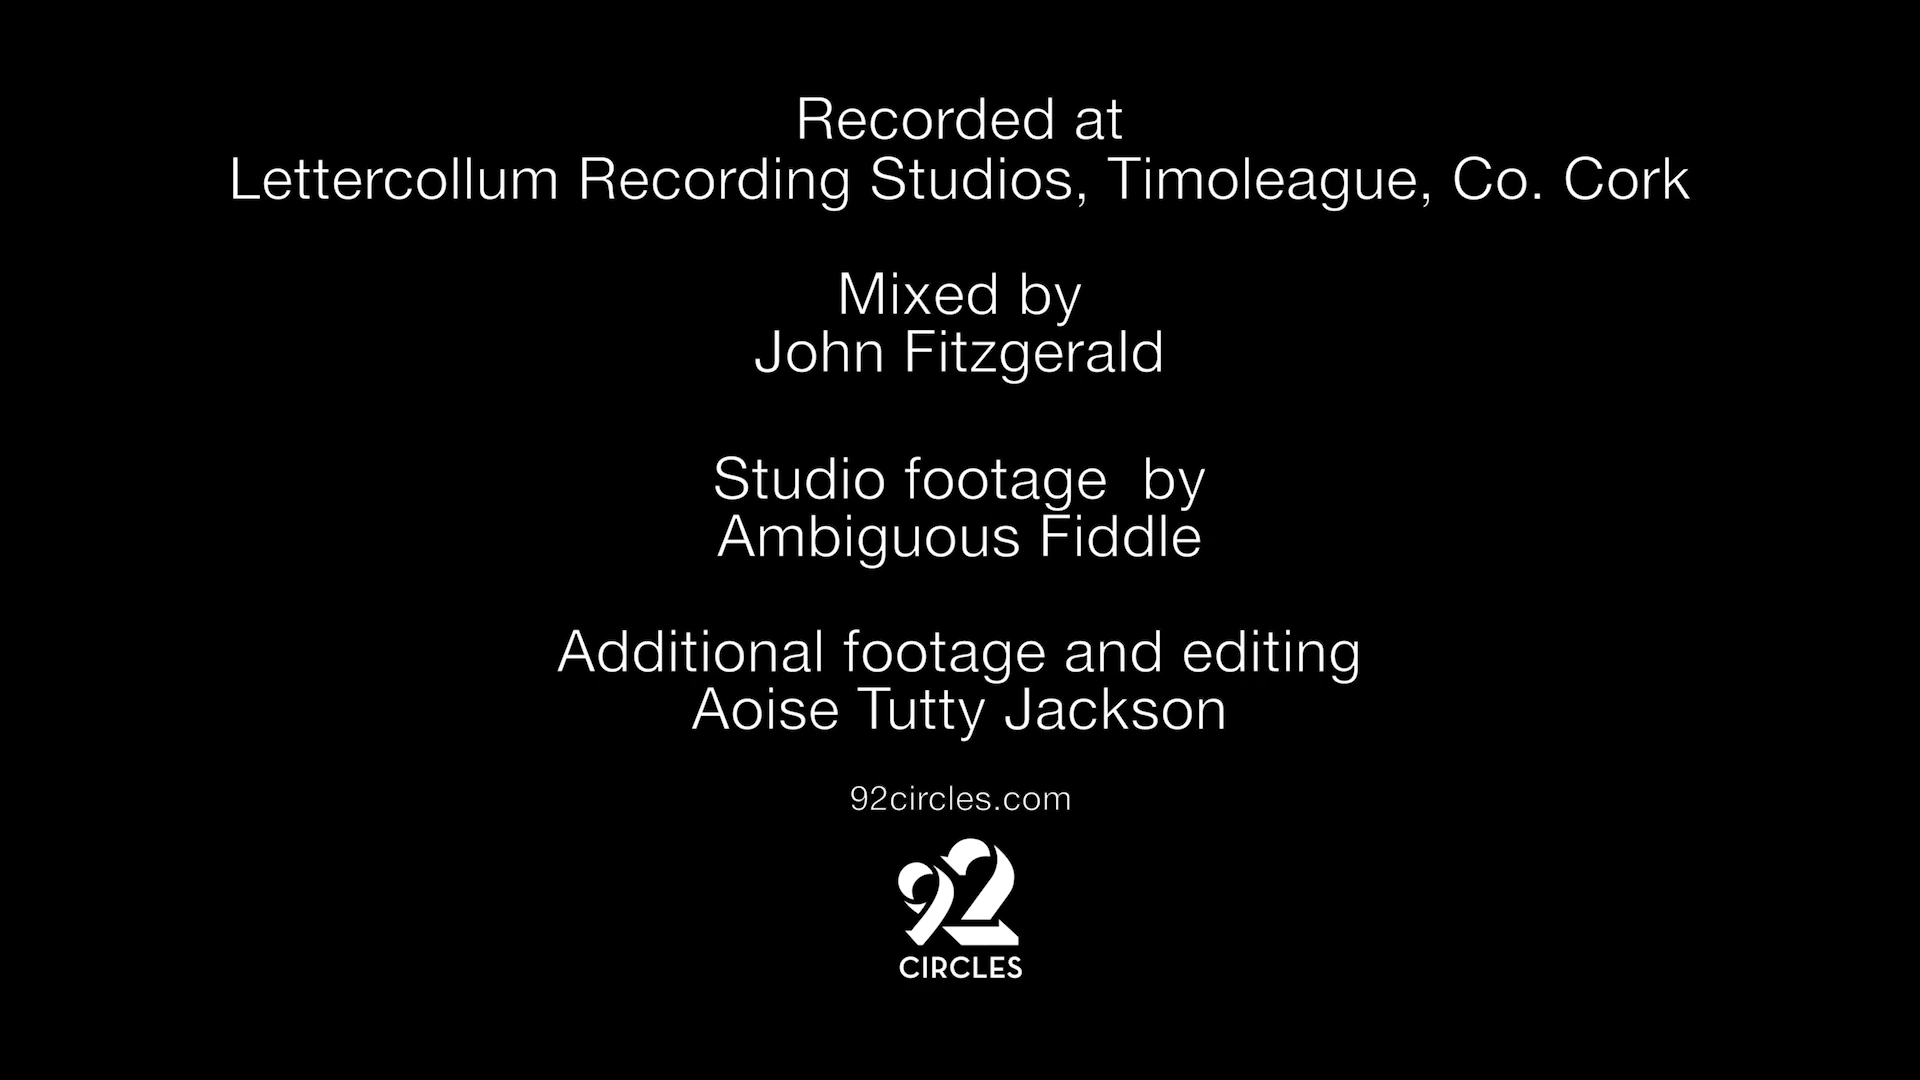 Recorded at
Lettercollum Recording Studios, Timoleague, Co. Cork
Mixed by
John Fitzgerald
Studio footage  by
Ambiguous Fiddle
Additional footage and editing
Aoise Tutty Jackson
92circles.com
92
CIRCLES